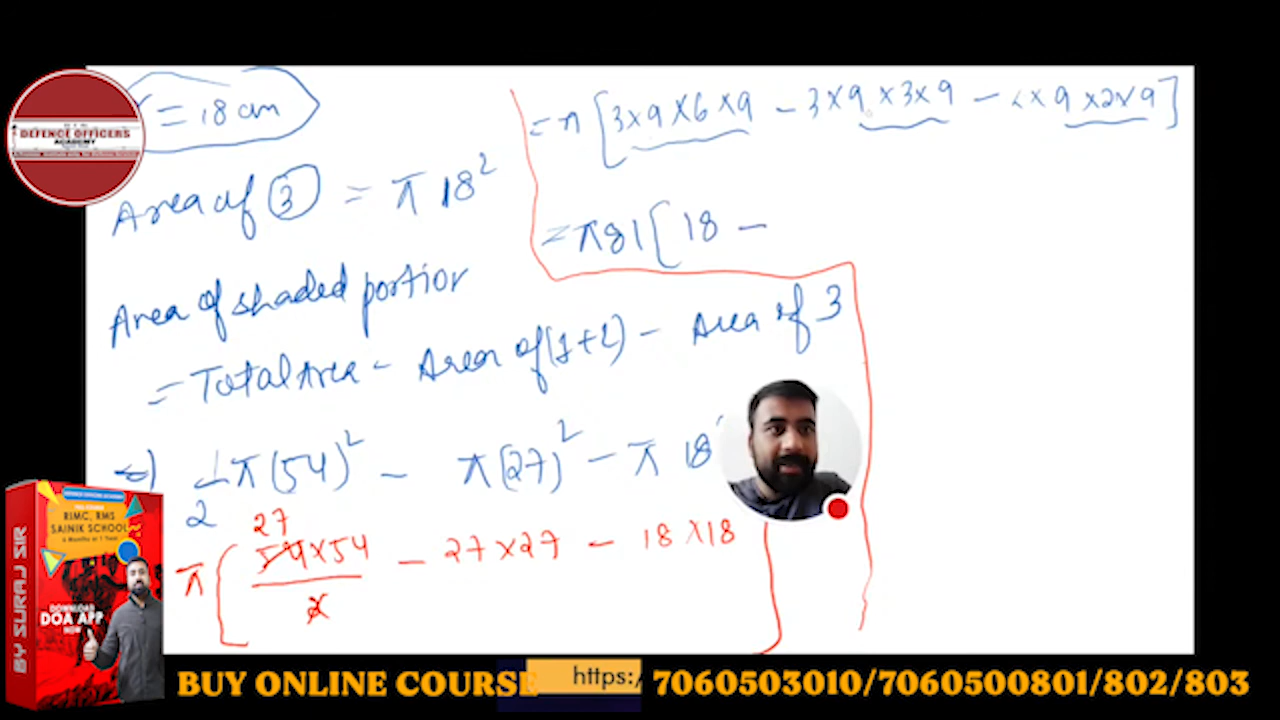 = 18 cm
Area of 3 = π 18²
Area of shaded portion
= Total Area - Area of (1+2) - Area of 3
1/2 π(54)² - π(27)² - π 18
27
π [ 54×54 / 2 - 27×27 - 18×18 ]
= π [3×9×6×9 - 3×9×3×9 - 2×9×2×9]
= π81[ 18 -
DEFENCE OFFICERS
ACADEMY
RIMC, RMS
SAINIK SCHOOL
BY SURAJ SIR
DOWNLOAD
DOA APP
NOW
BUY ONLINE COURSE https:/ 7060503010/7060500801/802/803